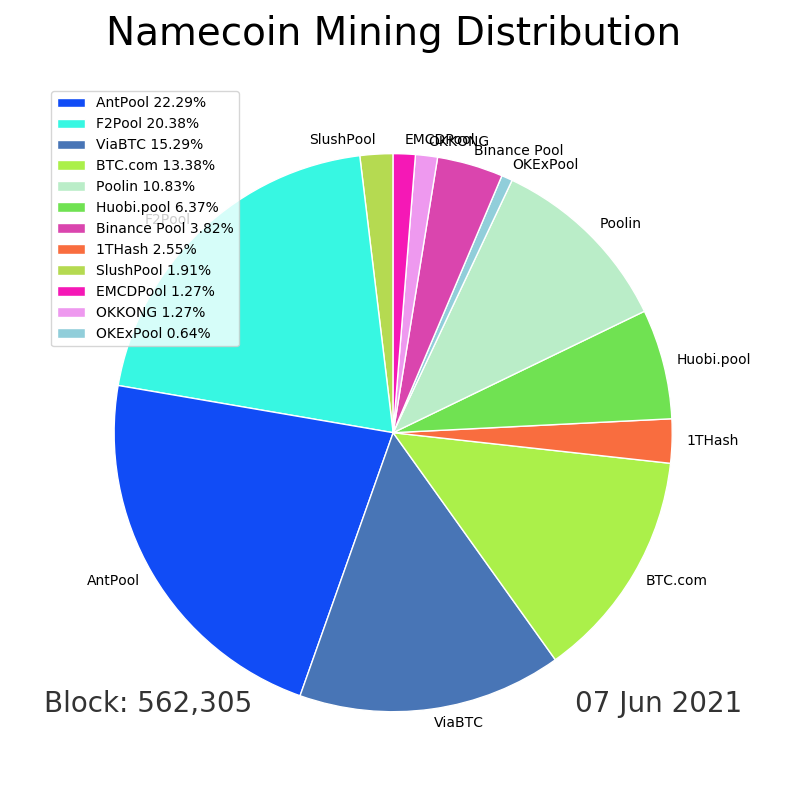 Namecoin Mining Distribution
AntPool 22.29%
F2Pool 20.38%
ViaBTC 15.29%
BTC.com 13.38%
Poolin 10.83%
Huobi.pool 6.37%
Binance Pool 3.82%
1THash 2.55%
SlushPool 1.91%
EMCDPool 1.27%
OKKONG 1.27%
OKExPool 0.64%
SlushPool
EMCDPool
OKKONG
Binance Pool
OKExPool
F2Pool
Poolin
Huobi.pool
1THash
AntPool
BTC.com
ViaBTC
Block: 562,305
07 Jun 2021